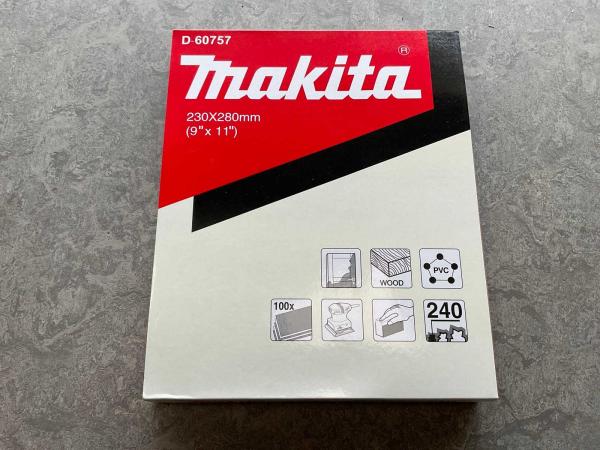 D-60757
makita®
230X280mm
(9"x 11")
WOOD
PVC
100x
240